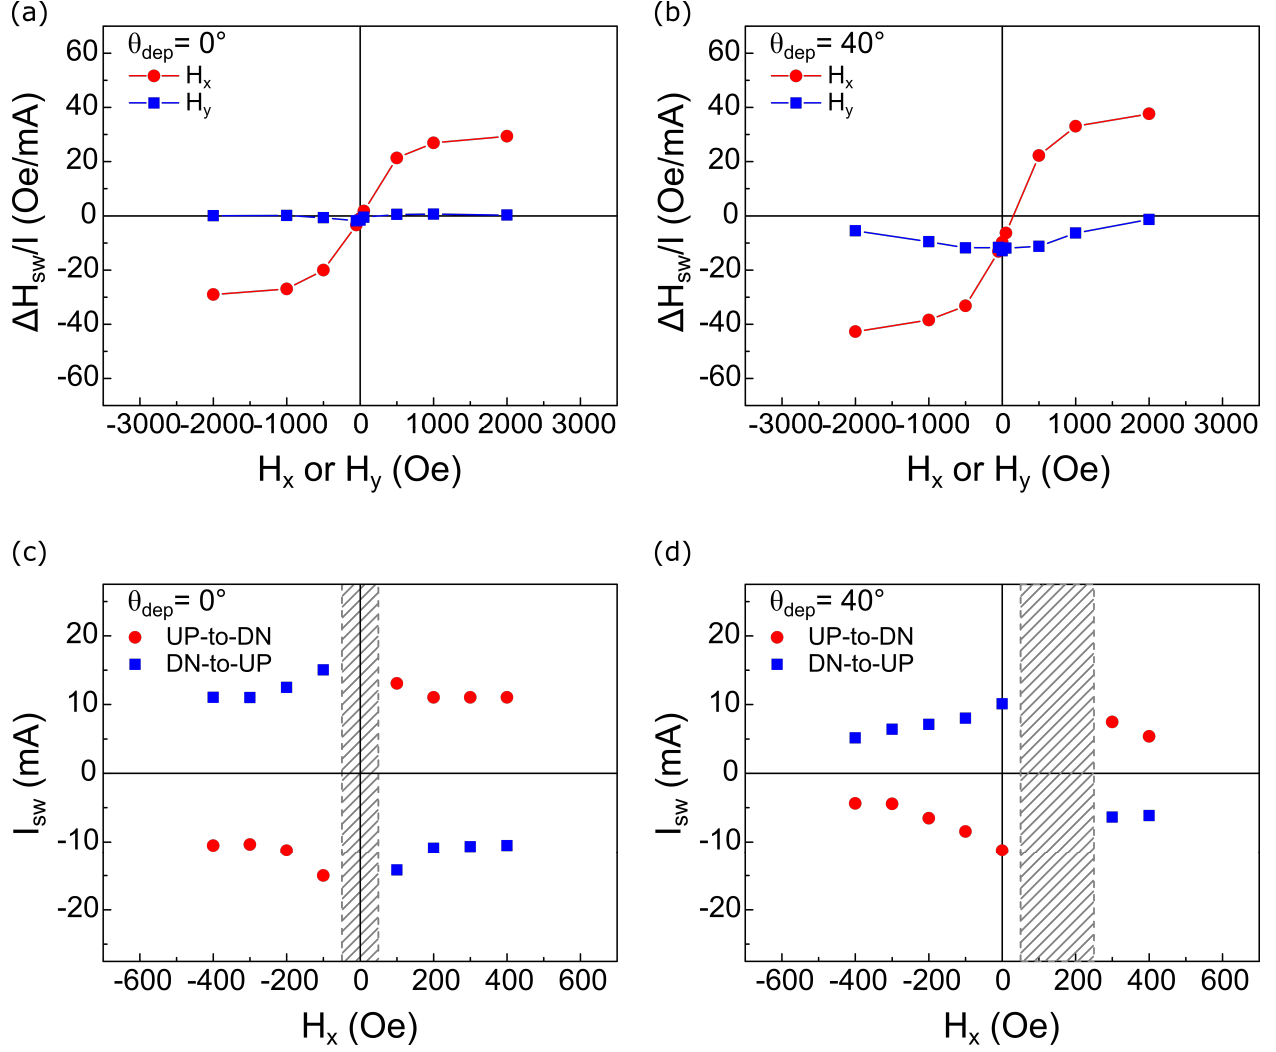 (a)
θdep= 0°
Hx
Hy
ΔHsw/I (Oe/mA)
60
40
20
0
-20
-40
-60
-3000 -2000 -1000 0 1000 2000 3000
Hx or Hy (Oe)
(b)
θdep= 40°
Hx
Hy
ΔHsw/I (Oe/mA)
60
40
20
0
-20
-40
-60
-3000 -2000 -1000 0 1000 2000 3000
Hx or Hy (Oe)
(c)
θdep= 0°
UP-to-DN
DN-to-UP
Isw (mA)
20
10
0
-10
-20
-600 -400 -200 0 200 400 600
Hx (Oe)
(d)
θdep= 40°
UP-to-DN
DN-to-UP
Isw (mA)
20
10
0
-10
-20
-600 -400 -200 0 200 400 600
Hx (Oe)